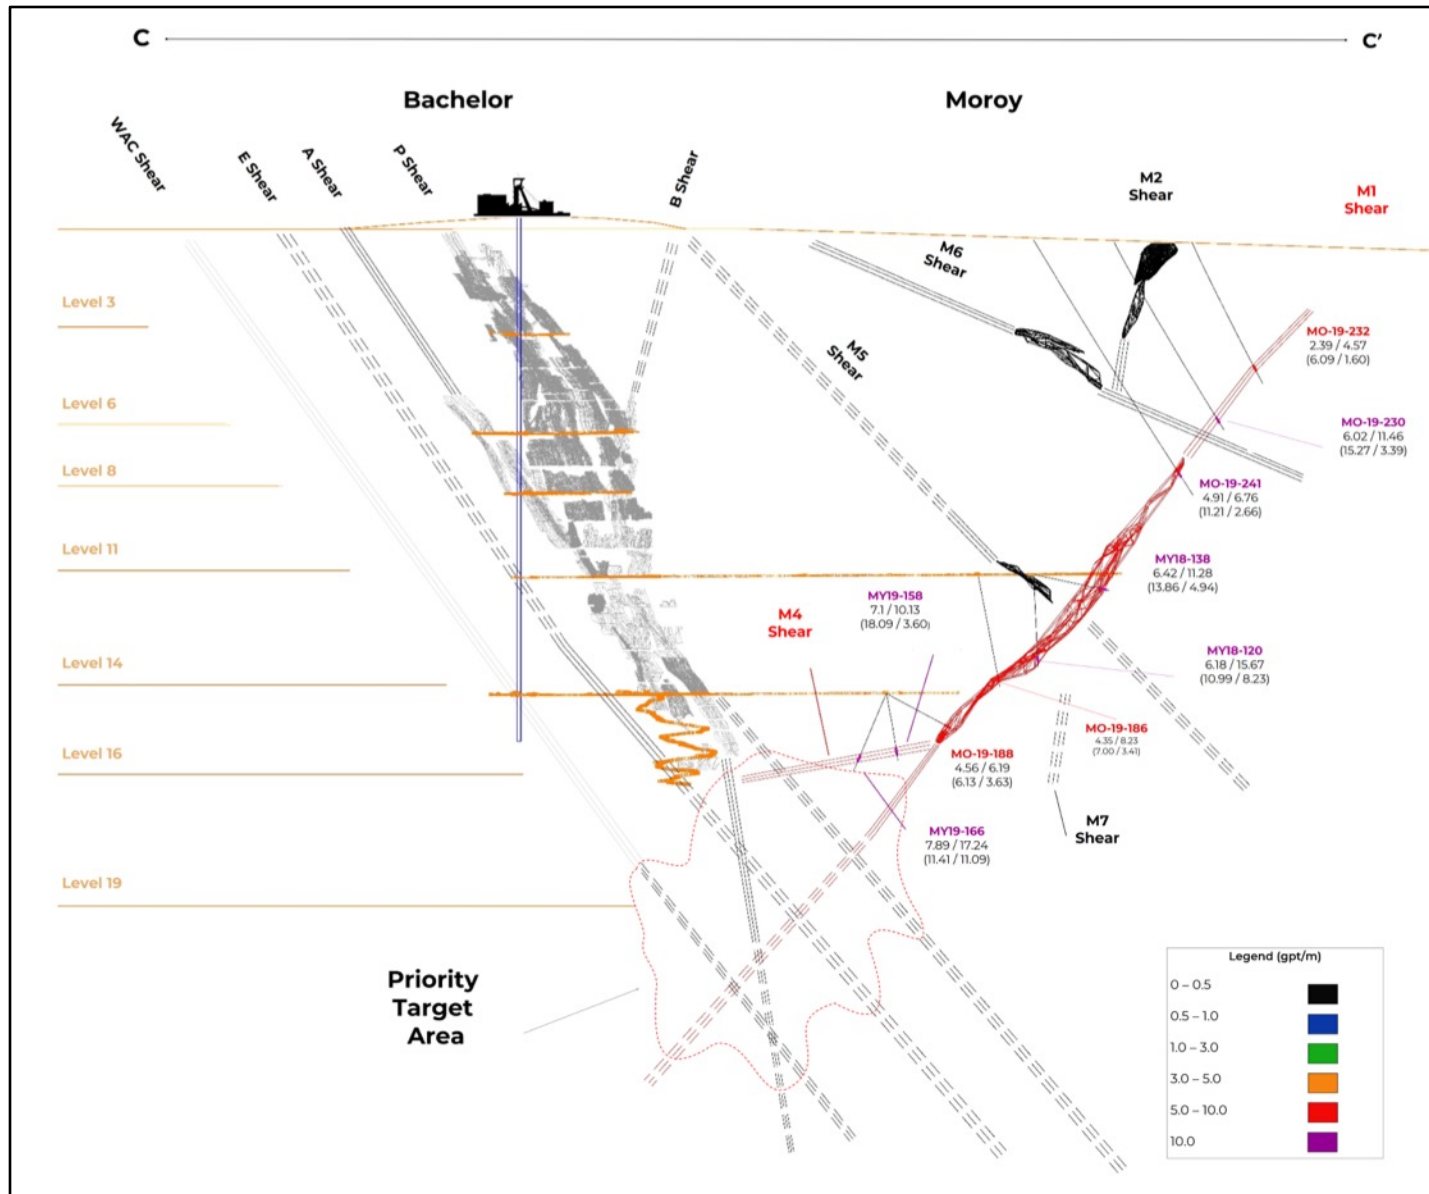 C
C'
Bachelor
Moroy
WAC Shear
E Shear
A Shear
P Shear
B Shear
M2
Shear
M1
Shear
M6
Shear
M5
Shear
Level 3
Level 6
Level 8
Level 11
Level 14
Level 16
Level 19
MO-19-232
2.39 / 4.57
(6.09 / 1.60)
MO-19-230
6.02 / 11.46
(15.27 / 3.39)
MO-19-241
4.91 / 6.76
(11.21 / 2.66)
MY18-138
6.42 / 11.28
(13.86 / 4.94)
MY19-158
7.1 / 10.13
(18.09 / 3.60)
M4
Shear
MY18-120
6.18 / 15.67
(10.99 / 8.23)
MO-19-186
4.35 / 8.23
(7.00 / 3.41)
MO-19-188
4.56 / 6.19
(6.13 / 3.63)
MY19-166
7.89 / 17.24
(11.41 / 11.09)
M7
Shear
Priority
Target
Area
Legend (gpt/m)
0 – 0.5
0.5 – 1.0
1.0 – 3.0
3.0 – 5.0
5.0 – 10.0
10.0